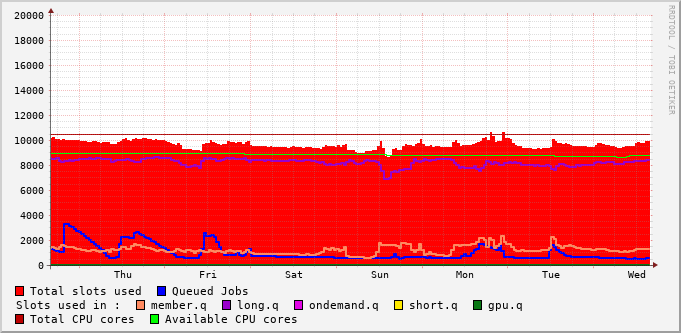 20000
18000
16000
14000
12000
10000
8000
6000
4000
2000
0
Thu Fri Sat Sun Mon Tue Wed
Total slots used Queued Jobs
Slots used in : member.q long.q ondemand.q short.q gpu.q
Total CPU cores Available CPU cores
RRDTOOL / TOBI OETIKER